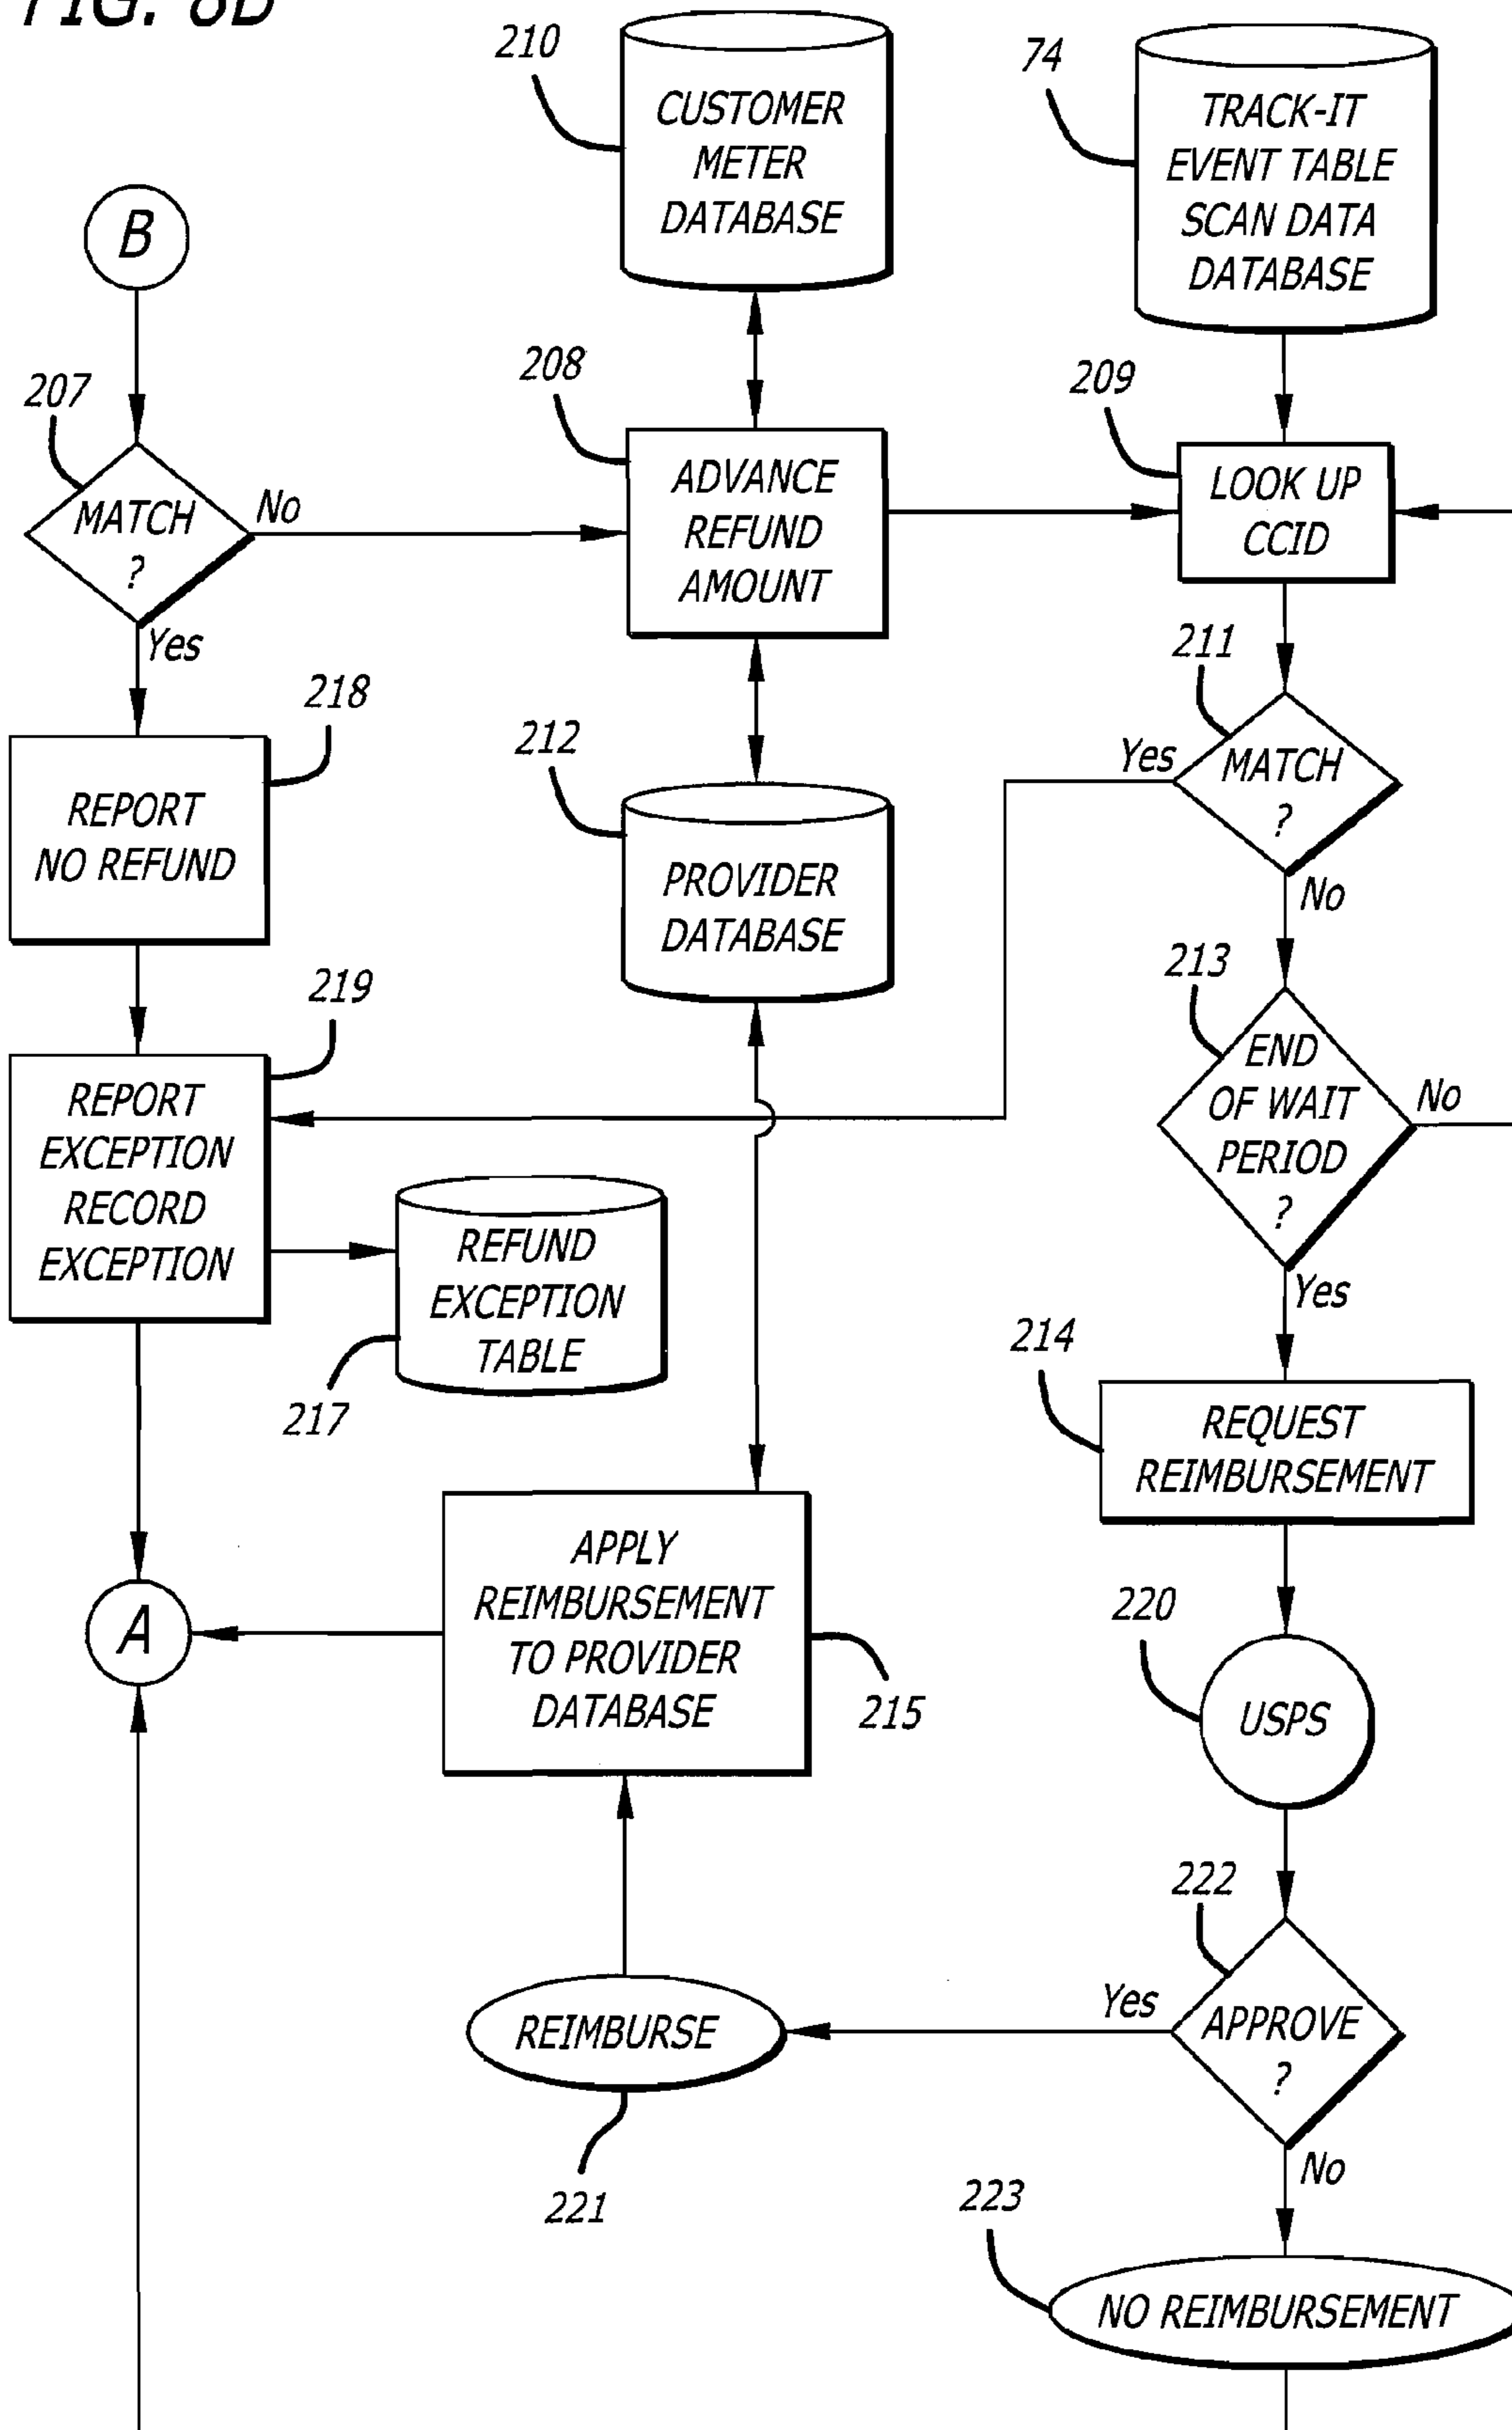 FIG. 8B
210
CUSTOMER
METER
DATABASE
74
TRACK-IT
EVENT TABLE
SCAN DATA
DATABASE
B
207
MATCH
?
No
Yes
208
ADVANCE
REFUND
AMOUNT
209
LOOK UP
CCID
211
MATCH
?
Yes
No
218
REPORT
NO REFUND
212
PROVIDER
DATABASE
213
END
OF WAIT
PERIOD
?
No
Yes
219
REPORT
EXCEPTION
RECORD
EXCEPTION
REFUND
EXCEPTION
TABLE
217
214
REQUEST
REIMBURSEMENT
A
APPLY
REIMBURSEMENT
TO PROVIDER
DATABASE
215
220
USPS
222
APPROVE
?
Yes
No
REIMBURSE
221
223
NO REIMBURSEMENT